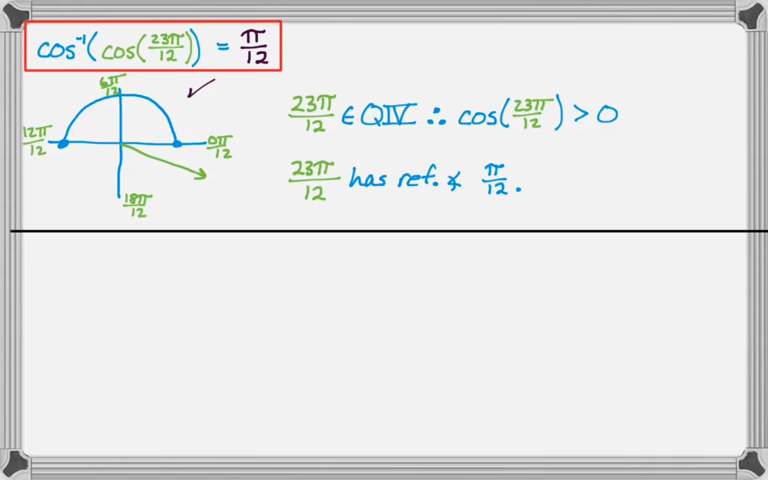 cos⁻¹(cos(23π/12)) = π/12
6π/12
12π/12
0π/12
18π/12
23π/12 ∈ QIV ∴ cos(23π/12) > 0
23π/12 has ref. ∡ π/12.